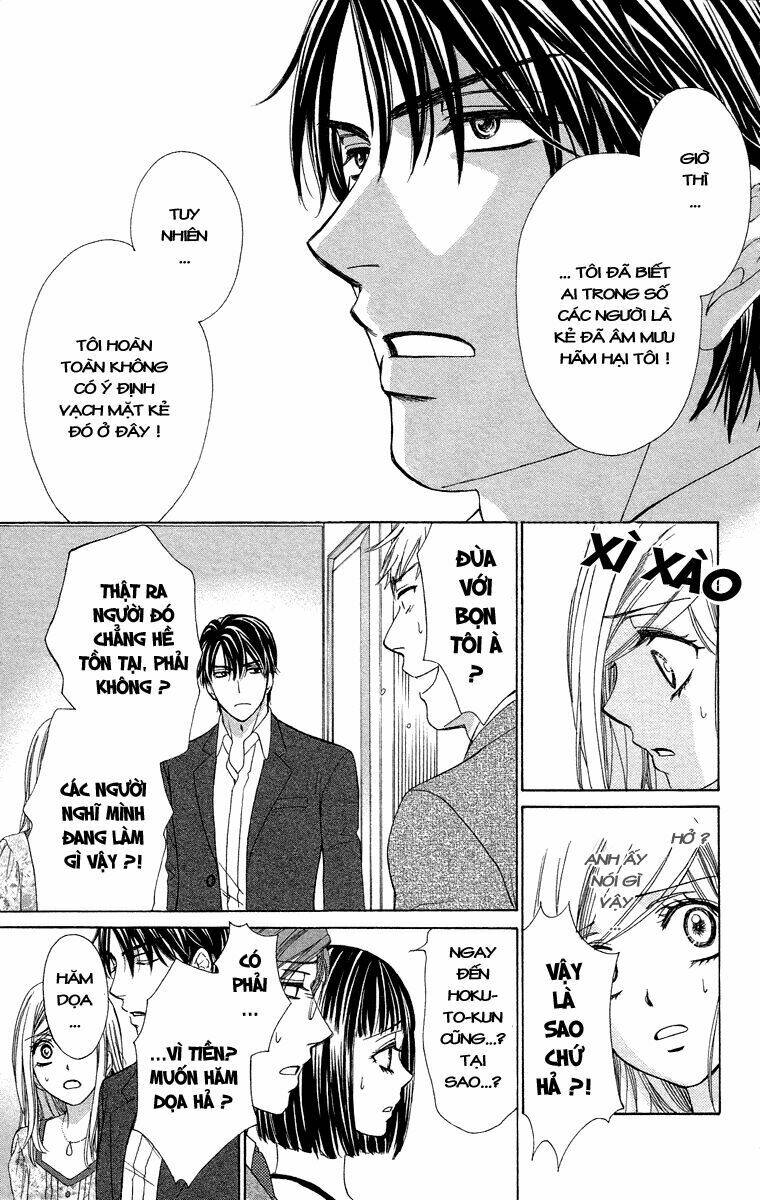 GIỜ
THÌ
...
... TÔI ĐÃ BIẾT
AI TRONG SỐ
CÁC NGƯỜI LÀ
KẺ ĐÃ ÂM MƯU
HÃM HẠI TÔI !
TUY
NHIÊN
...
TÔI HOÀN
TOÀN KHÔNG
CÓ Ý ĐỊNH
VẠCH MẶT KẺ
ĐÓ Ở ĐÂY !
XÌ XÀO
ĐÙA
VỚI
BỌN
TÔI À
?
THẬT RA
NGƯỜI ĐÓ
CHẲNG HỀ
TỒN TẠI, PHẢI
KHÔNG ?
CÁC NGƯỜI
NGHĨ MÌNH
ĐANG LÀM
GÌ VẬY ?!
HỞ ?
ANH ẤY
NÓI GÌ
VẬY
VẬY
LÀ
SAO
CHỨ
HẢ ?!
NGAY
ĐẾN
HOKU-
TO-KUN
CŨNG...?
TẠI
SAO...?
CÓ
PHẢI
...
...VÌ TIỀN?
MUỐN HĂM
DỌA HẢ ?
HĂM
DỌA
...